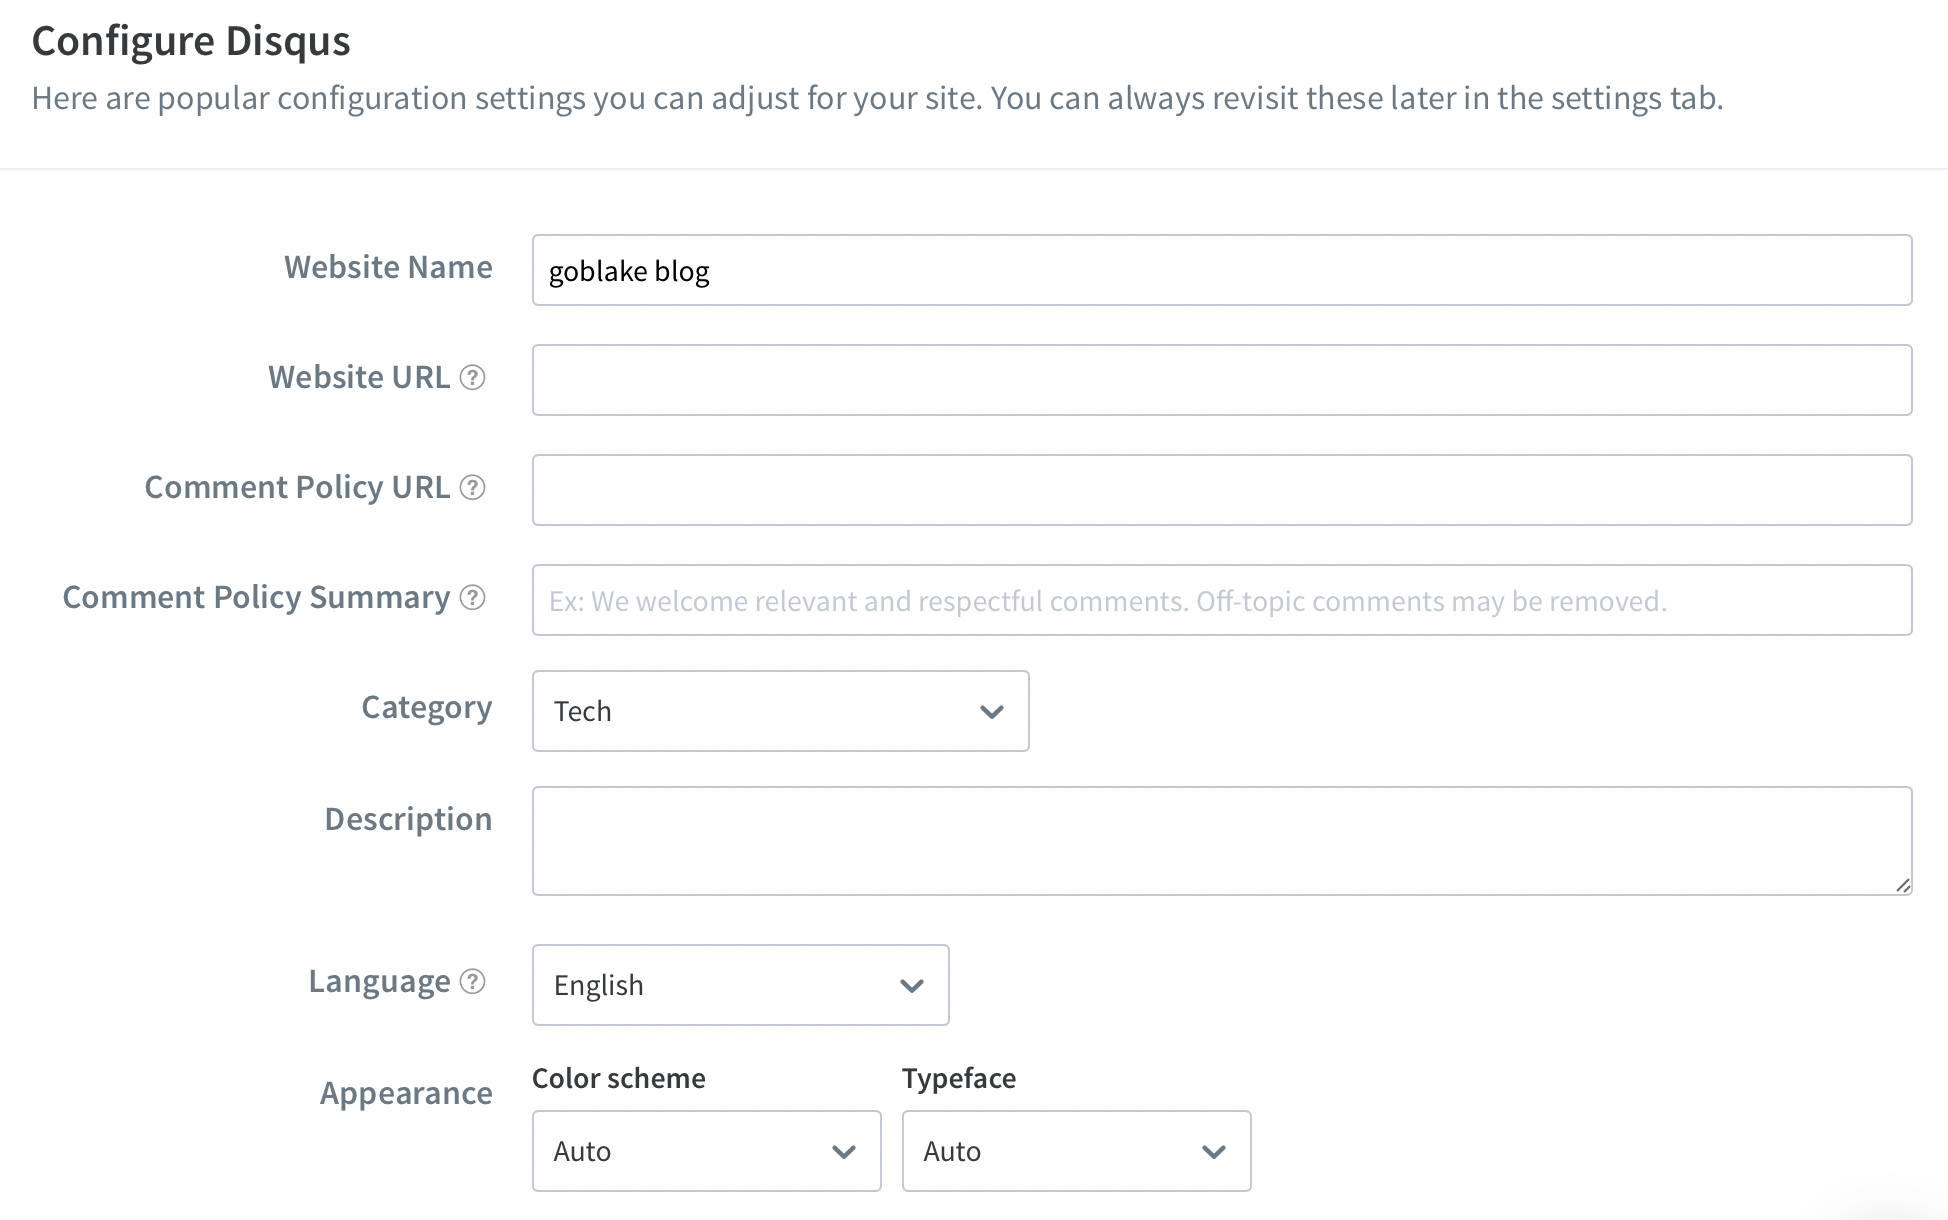 Configure Disqus
Here are popular configuration settings you can adjust for your site. You can always revisit these later in the settings tab.
Website Name
goblake blog
Website URL ?
Comment Policy URL ?
Comment Policy Summary ?
Ex: We welcome relevant and respectful comments. Off-topic comments may be removed.
Category
Tech
Description
Language ?
English
Appearance
Color scheme
Typeface
Auto
Auto